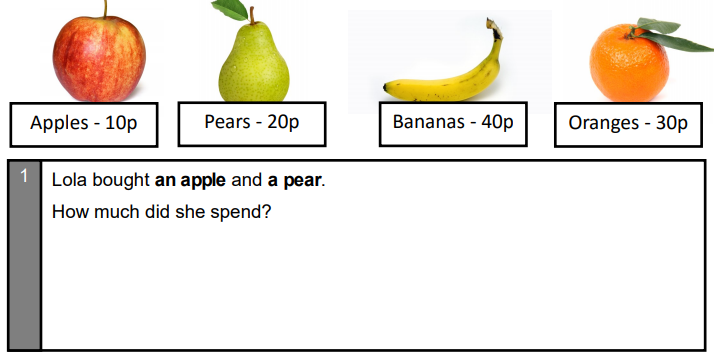 Apples - 10p
Pears - 20p
Bananas - 40p
Oranges - 30p
1
Lola bought an apple and a pear.
How much did she spend?